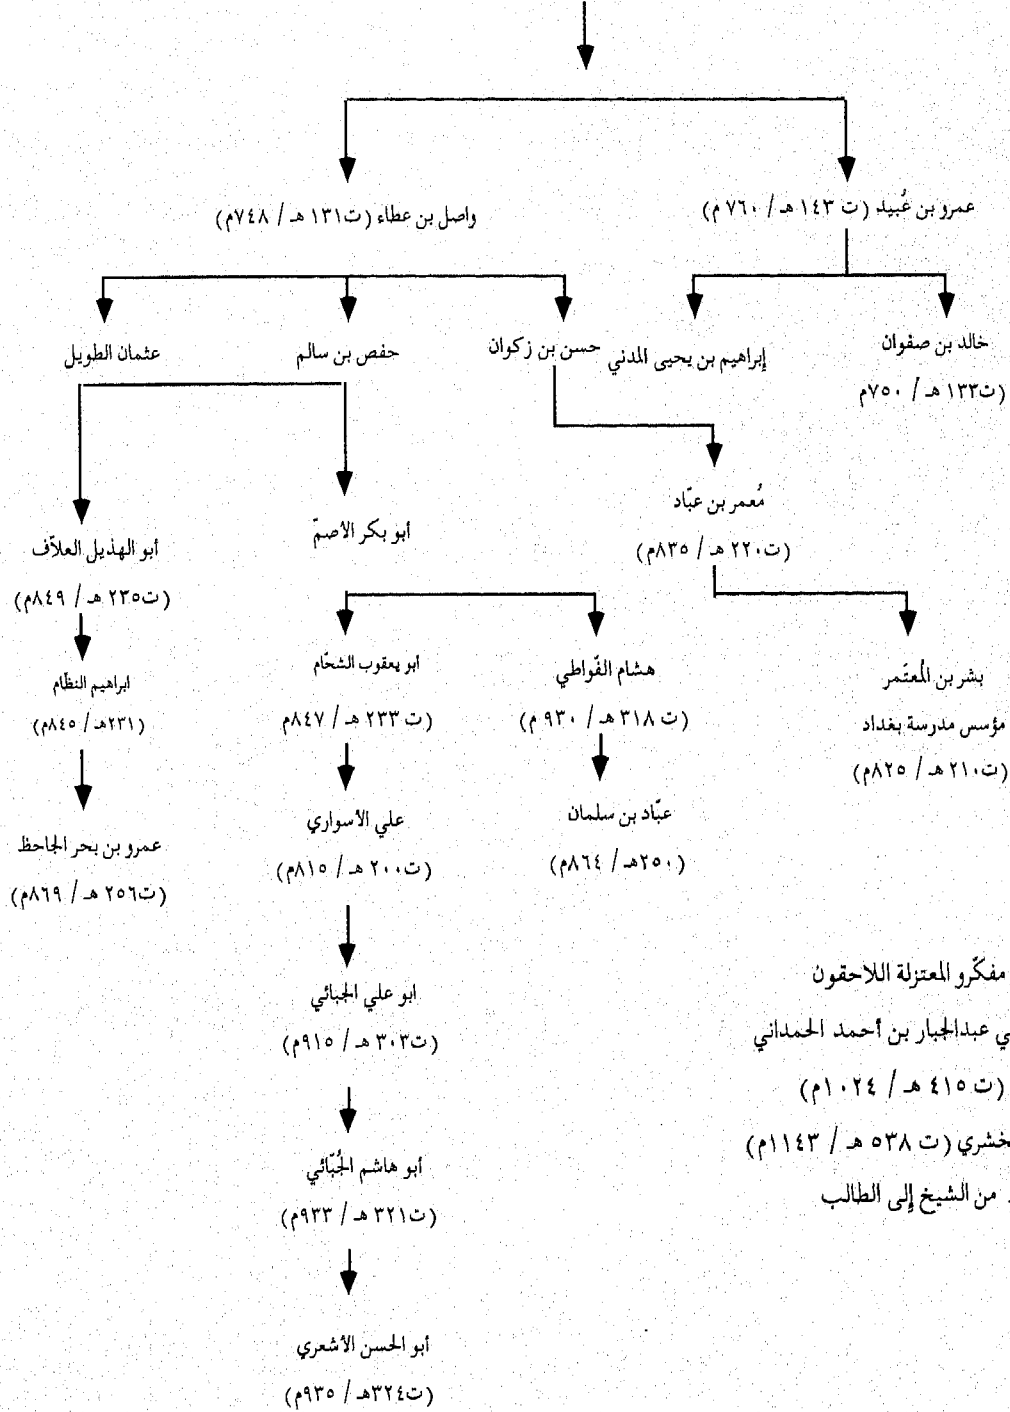 عمرو بن عُبيد (ت ١٤٣ هـ / ٧٦٠ م)
واصل بن عطاء (ت١٣١ هـ / ٧٤٨م)
خالد بن صفوان
(ت١٣٣ هـ / ٧٥٠م
إبراهيم بن يحيى المدني
حسن بن زكوان
حفص بن سالم
عثمان الطويل
مُعمر بن عبّاد
(ت٢٢٠ هـ / ٨٣٥م)
أبو بكر الأصمّ
أبو الهذيل العلاّف
(ت٢٣٥ هـ / ٨٤٩م)
بشر بن المُعتَمر
مؤسس مدرسة بغداد
(ت٢١٠ هـ / ٨٢٥م)
هشام الفّواطي
(ت ٣١٨ هـ / ٩٣٠ م)
أبو يعقوب الشحّام
(ت ٢٣٣ هـ / ٨٤٧م
ابراهيم النظّام
(٢٣١هـ / ٨٤٥م)
عبّاد بن سلمان
(٢٥٠هـ / ٨٦٤م)
علي الأسواري
(ت٢٠٠ هـ / ٨١٥م)
عمرو بن بحر الجاحظ
(ت٢٥٦ هـ / ٨٦٩م)
ابو علي الجبائي
(ت٣٠٣ هـ / ٩١٥م)
أبو هاشم الجُبّائي
(ت٣٢١ هـ / ٩٣٣م)
أبو الحسن الأشعري
(ت٣٢٤هـ / ٩٣٥م)
مفكّرو المعتزلة اللاحقون
عبدالجبار بن أحمد الحمداني
(ت ٤١٥ هـ / ١٠٢٤م)
خشري (ت ٥٣٨ هـ / ١١٤٣م)
من الشيخ إلى الطالب